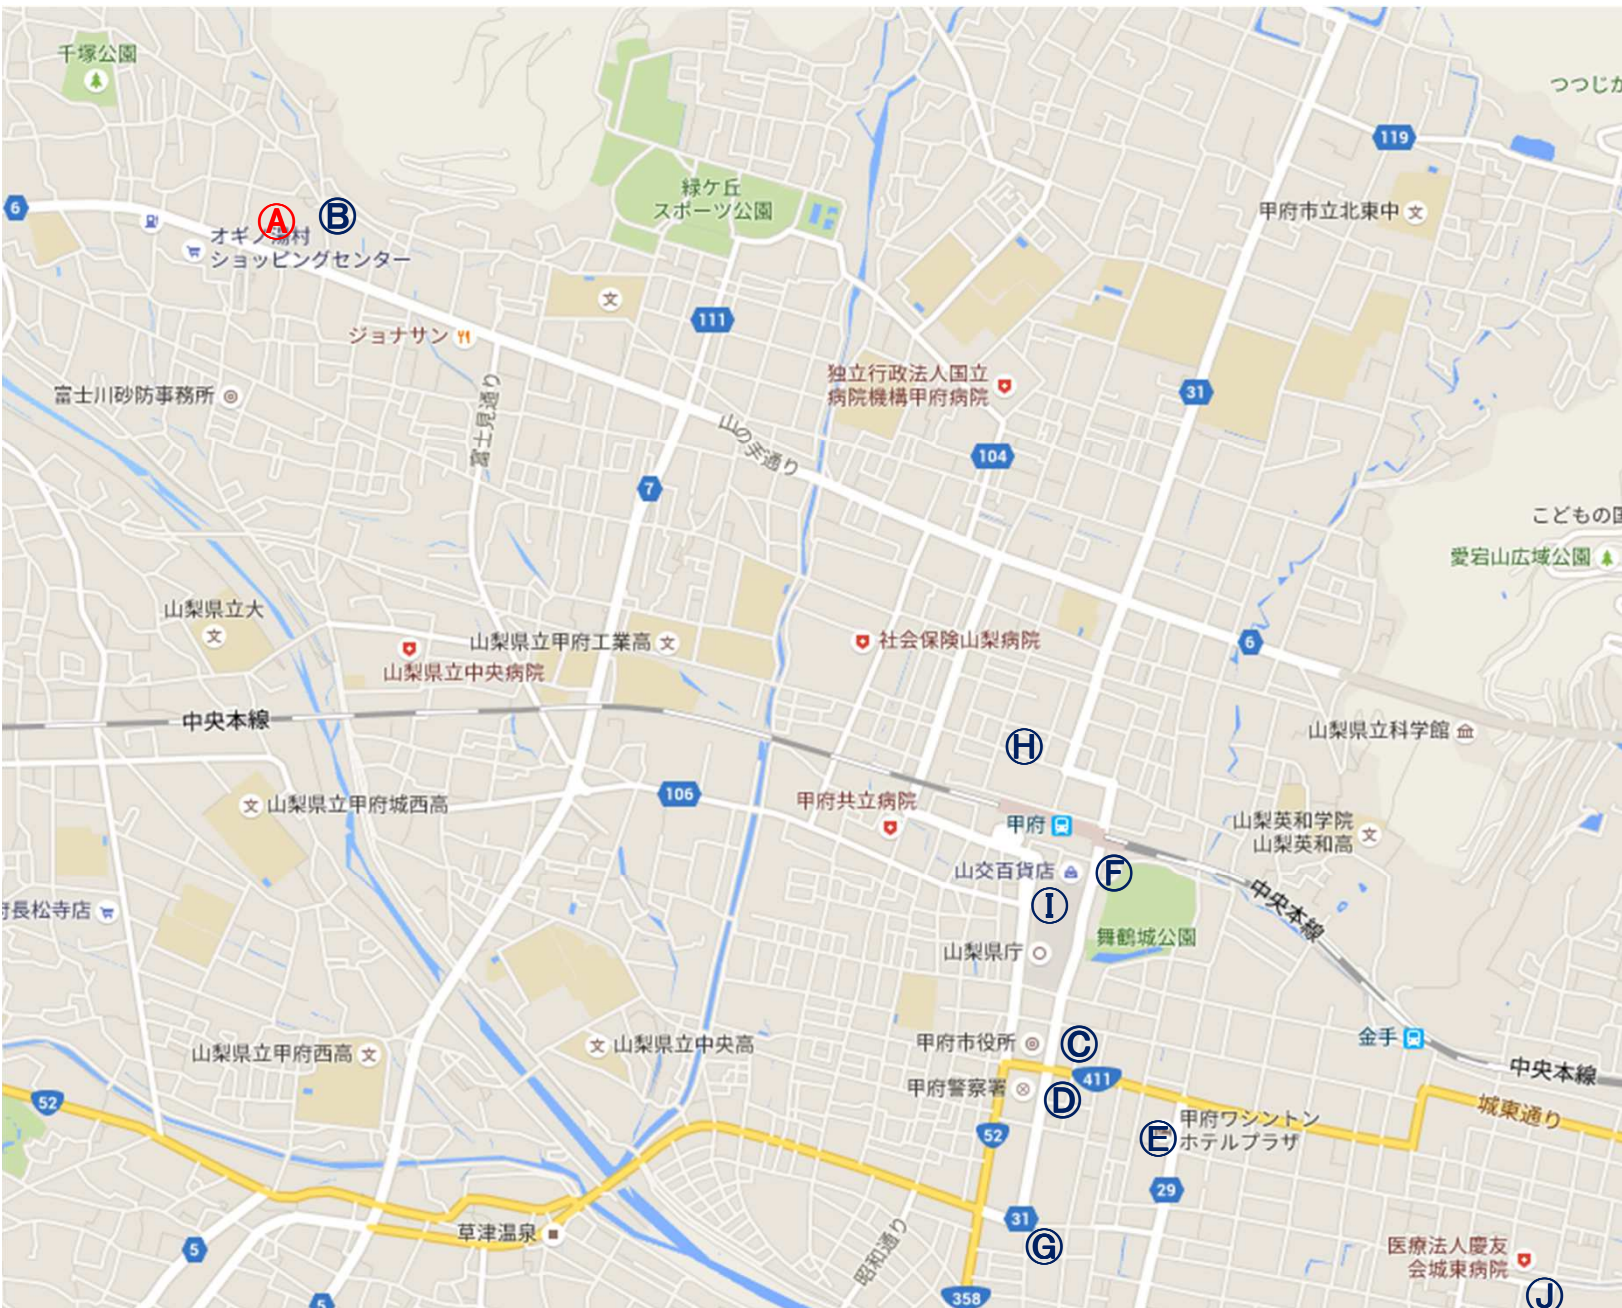 千塚公園
つつじが
119
緑ケ丘
スポーツ公園
6
Ⓐ
Ⓑ
甲府市立北東中
オギノ湯村
ショッピングセンター
111
ジョナサン
独立行政法人国立
病院機構甲府病院
富士川砂防事務所
31
富士見通り
山の手通り
104
7
こどもの国
愛宕山広域公園
山梨県立大
山梨県立甲府工業高
社会保険山梨病院
6
山梨県立中央病院
中央本線
山梨県立科学館
Ⓗ
106
甲府共立病院
山梨県立甲府城西高
甲府
山梨英和学院
山梨英和高
山交百貨店
Ⓕ
Ⓘ
中央本線
府長松寺店
舞鶴城公園
山梨県庁
金手
甲府市役所
Ⓒ
山梨県立甲府西高
山梨県立中央高
中央本線
411
甲府警察署
Ⓓ
52
城東通り
甲府ワシントン
ホテルプラザ
Ⓔ
52
29
31
草津温泉
昭和通り
Ⓖ
5
医療法人慶友
会城東病院
358
5
Ⓙ